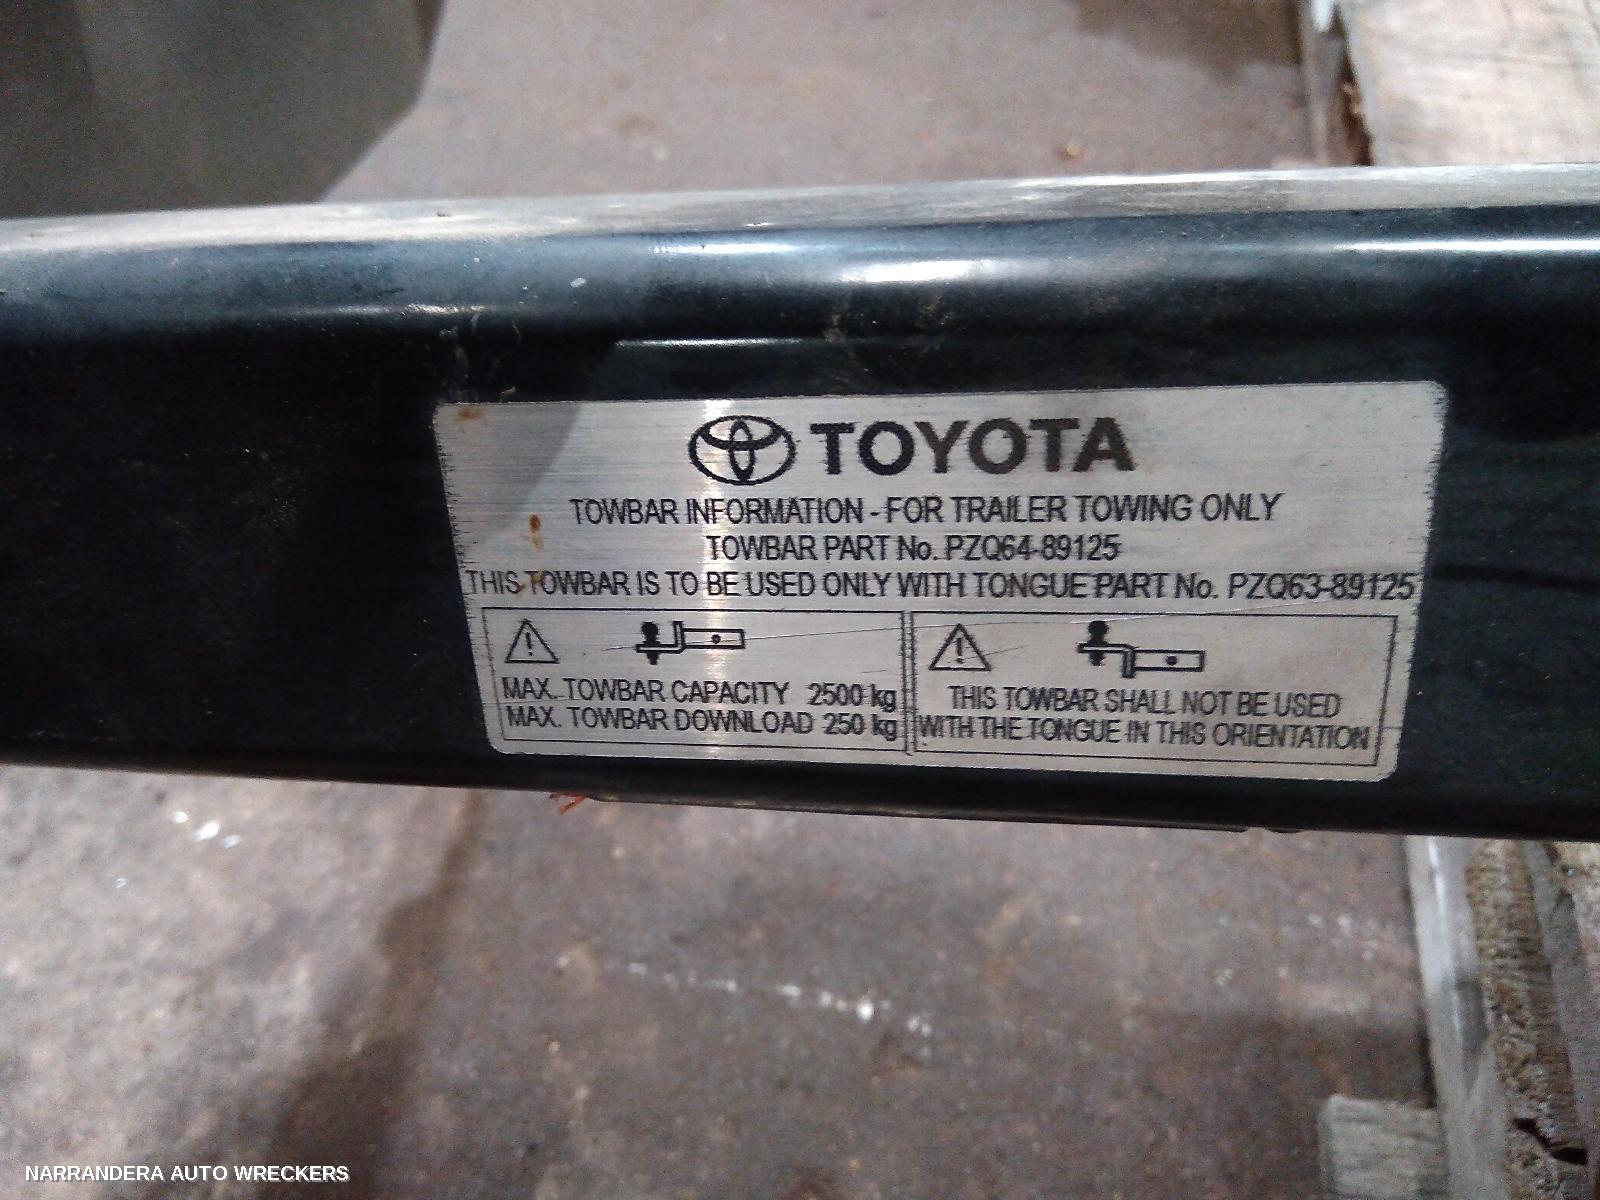 TOYOTA
TOWBAR INFORMATION - FOR TRAILER TOWING ONLY
TOWBAR PART No. PZQ64-89125
THIS TOWBAR IS TO BE USED ONLY WITH TONGUE PART No. PZQ63-89125
MAX. TOWBAR CAPACITY 2500 kg
MAX. TOWBAR DOWNLOAD 250 kg
THIS TOWBAR SHALL NOT BE USED
WITH THE TONGUE IN THIS ORIENTATION
NARRANDERA AUTO WRECKERS